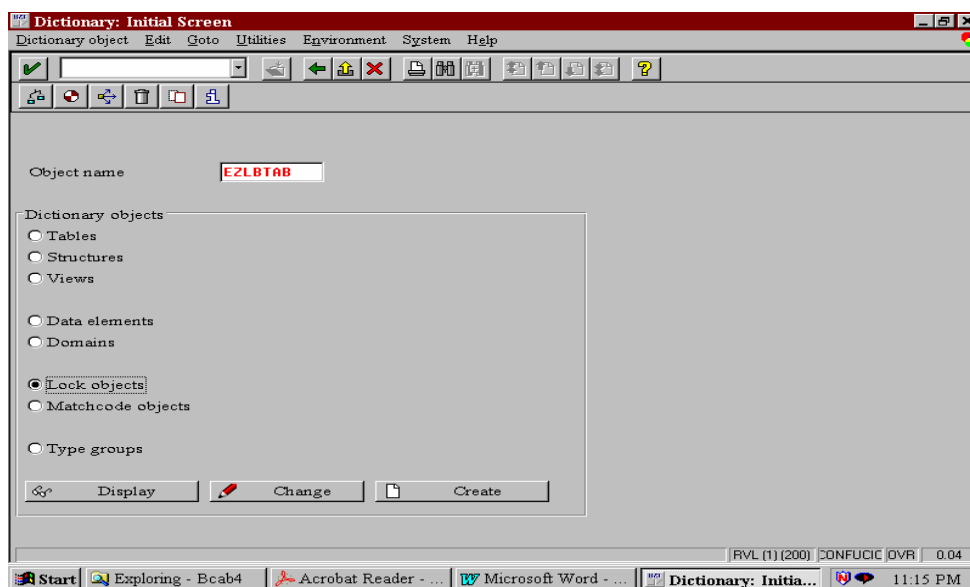 Dictionary: Initial Screen
Dictionary object Edit Goto Utilities Environment System Help
Object name EZLBTAB
Dictionary objects
Tables
Structures
Views
Data elements
Domains
Lock objects
Matchcode objects
Type groups
Display Change Create
RVL (1) (200) CONFUCIC OVR 0.04
Start Exploring - Bcab4 Acrobat Reader - ... Microsoft Word - ... Dictionary: Initia... 11:15 PM